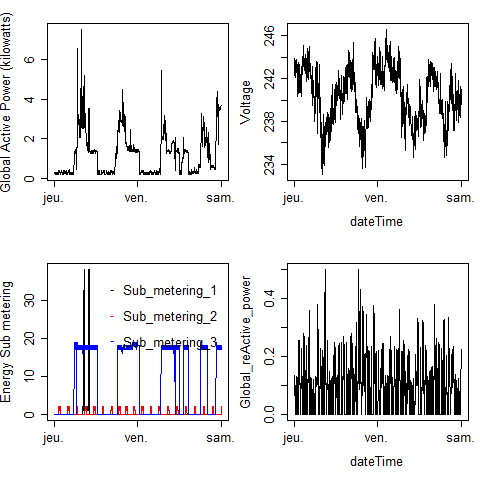 Global Active Power (kilowatts)
0 2 4 6
jeu. ven. sam.
Voltage
234 238 242 246
jeu. ven. sam.
dateTime
Energy Sub metering
0 10 20 30
Sub_metering_1
Sub_metering_2
Sub_metering_3
jeu. ven. sam.
Global_reActive_power
0.0 0.2 0.4
jeu. ven. sam.
dateTime